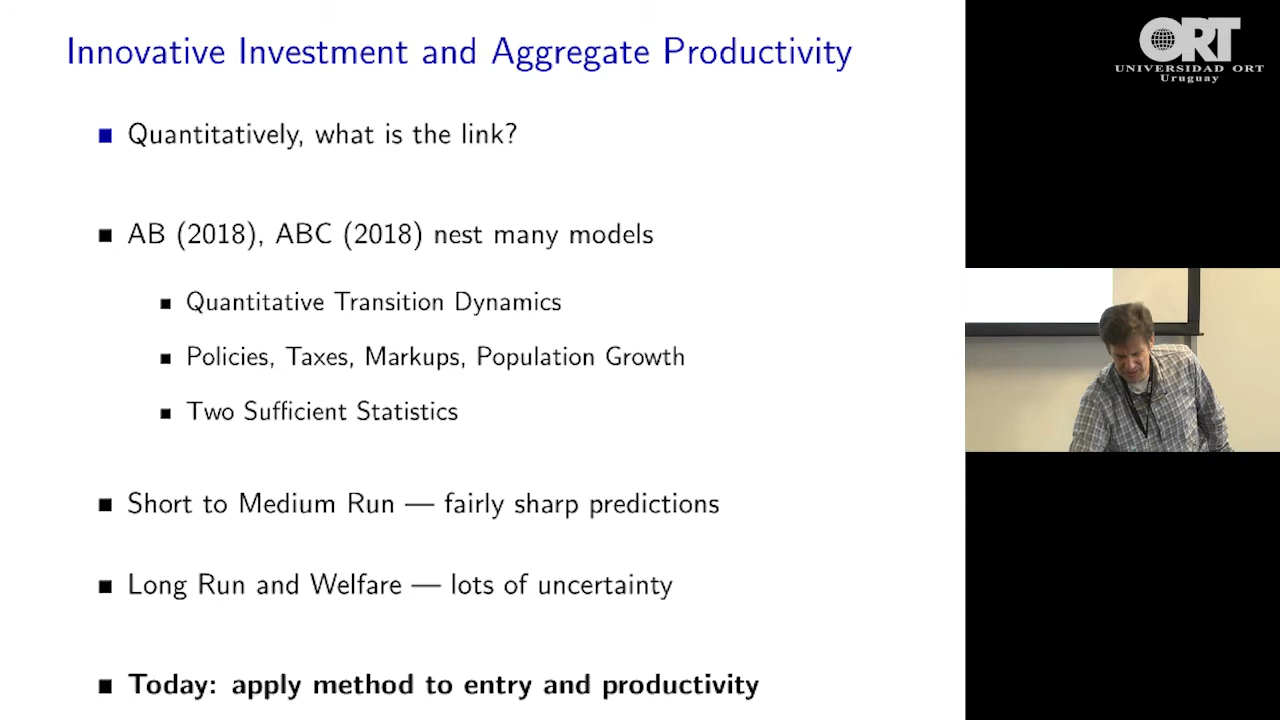 Innovative Investment and Aggregate Productivity
Quantitatively, what is the link?
AB (2018), ABC (2018) nest many models
Quantitative Transition Dynamics
Policies, Taxes, Markups, Population Growth
Two Sufficient Statistics
Short to Medium Run — fairly sharp predictions
Long Run and Welfare — lots of uncertainty
Today: apply method to entry and productivity
ORT
UNIVERSIDAD ORT
Uruguay